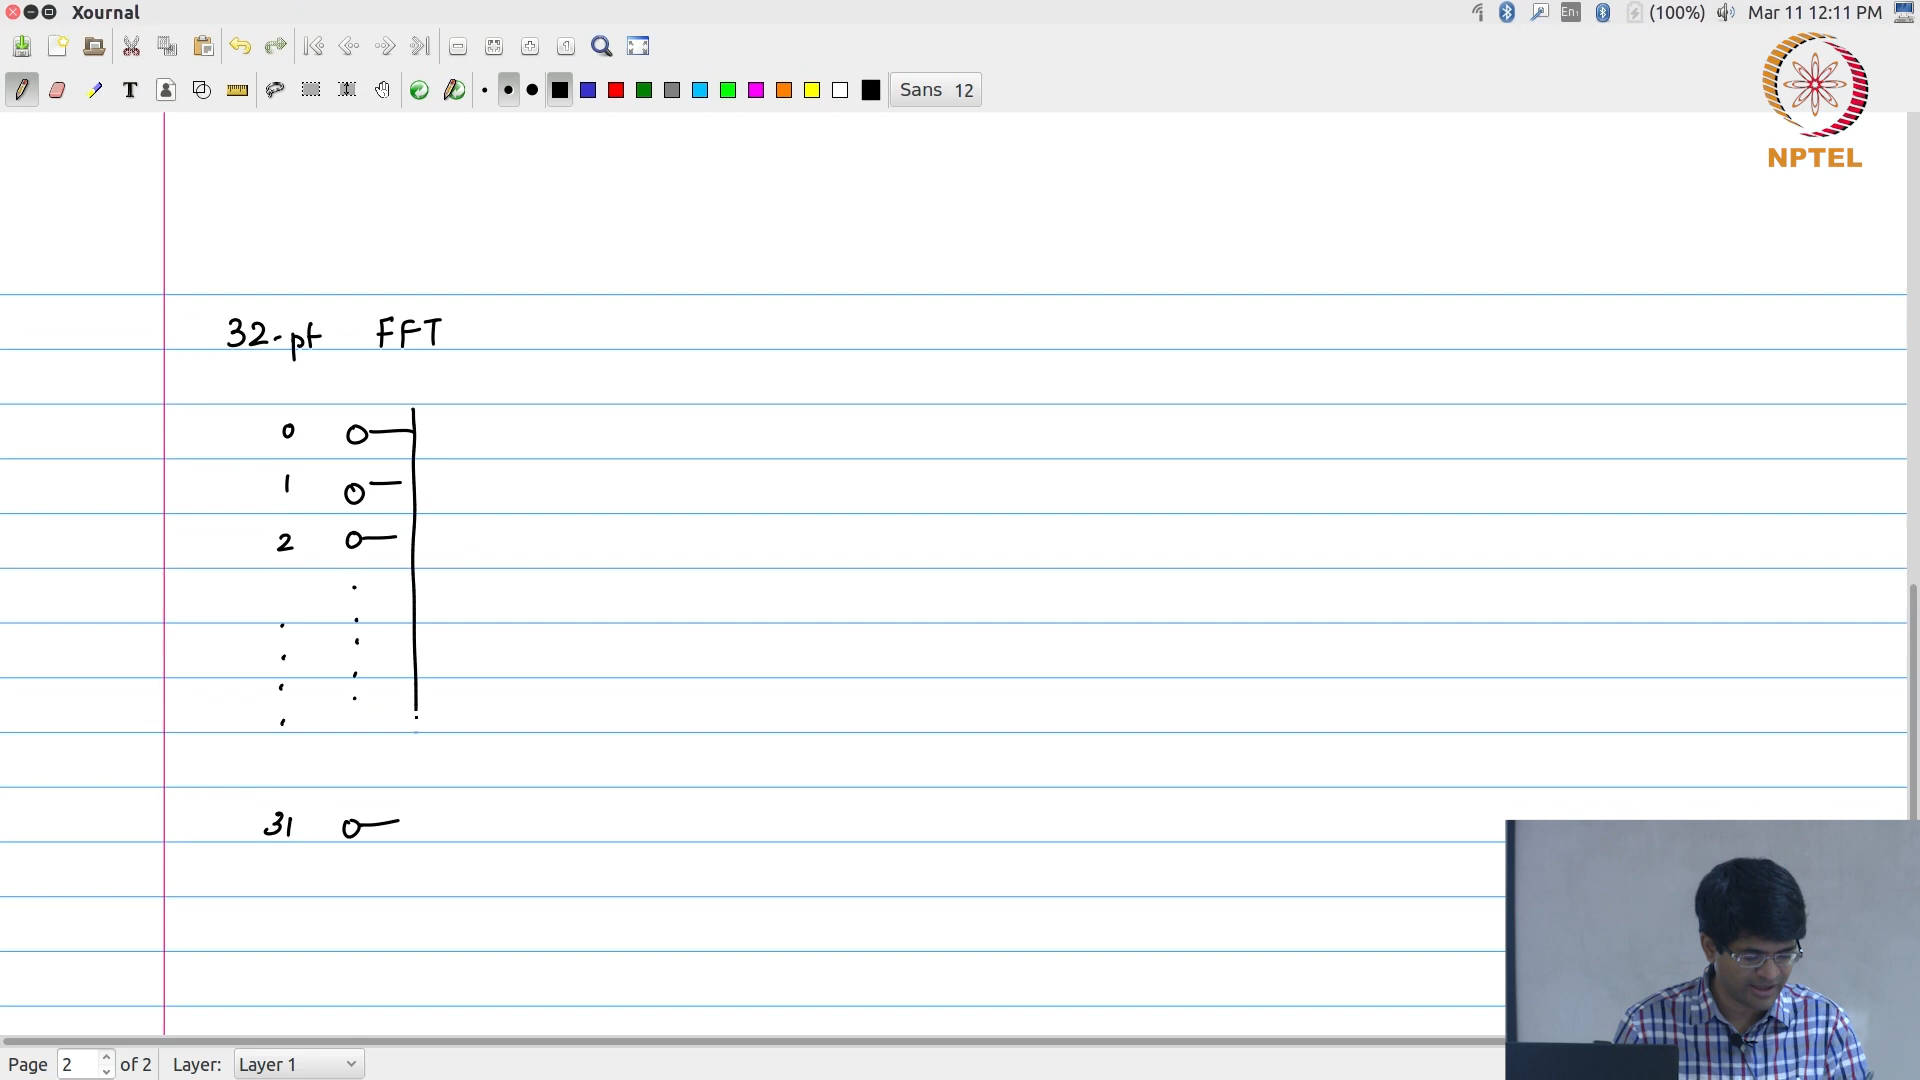 Xournal
En₁
(100%)
Mar 11 12:11 PM
T
Sans 12
NPTEL
32-pt FFT
0
1
2
31
Page 2 of 2 Layer: Layer 1